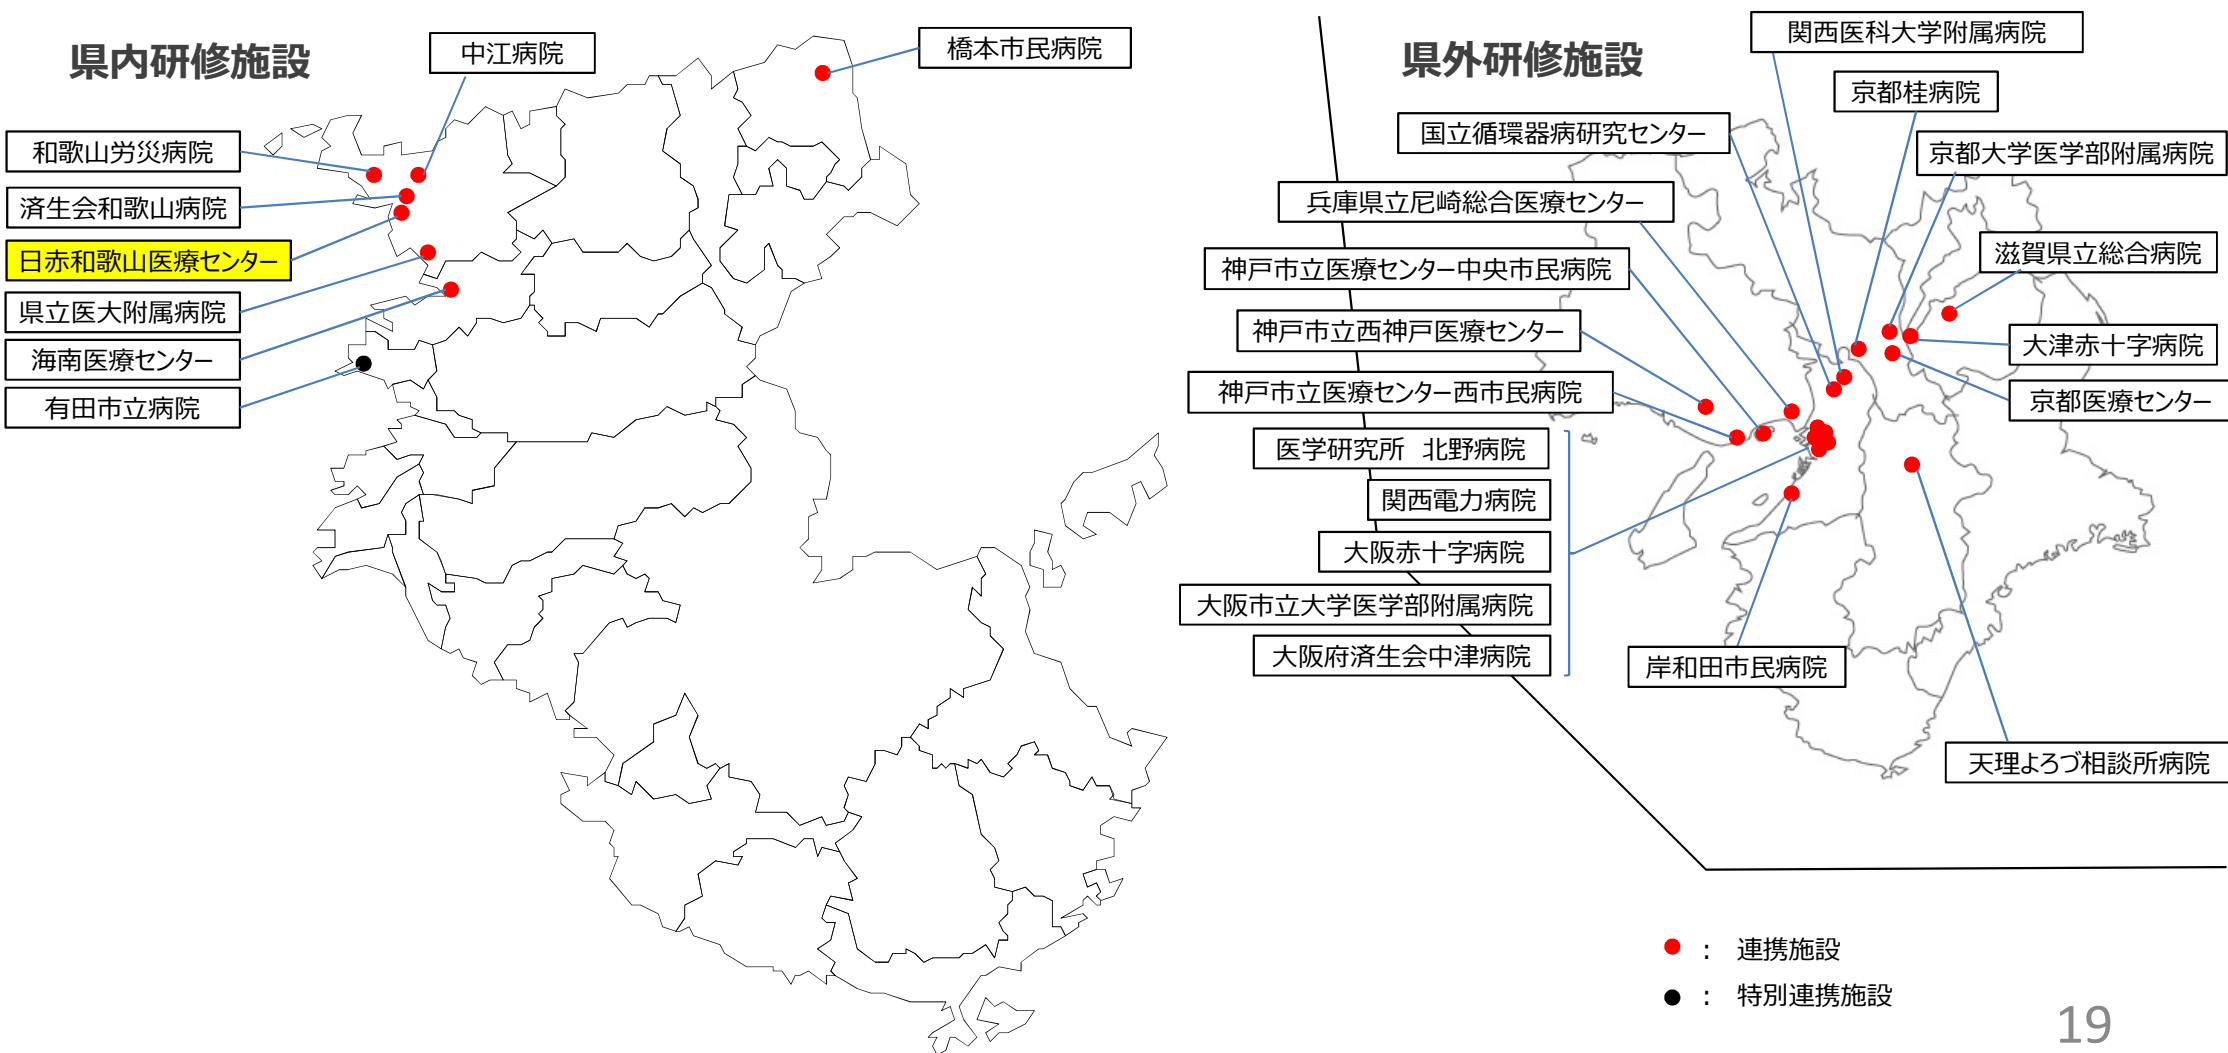 県内研修施設
中江病院
橋本市民病院
和歌山労災病院
済生会和歌山病院
日赤和歌山医療センター
県立医大附属病院
海南医療センター
有田市立病院
県外研修施設
関西医科大学附属病院
京都桂病院
国立循環器病研究センター
京都大学医学部附属病院
兵庫県立尼崎総合医療センター
滋賀県立総合病院
神戸市立医療センター中央市民病院
神戸市立西神戸医療センター
大津赤十字病院
神戸市立医療センター西市民病院
京都医療センター
医学研究所 北野病院
関西電力病院
大阪赤十字病院
大阪市立大学医学部附属病院
大阪府済生会中津病院
岸和田市民病院
天理よろづ相談所病院
: 連携施設
: 特別連携施設
19